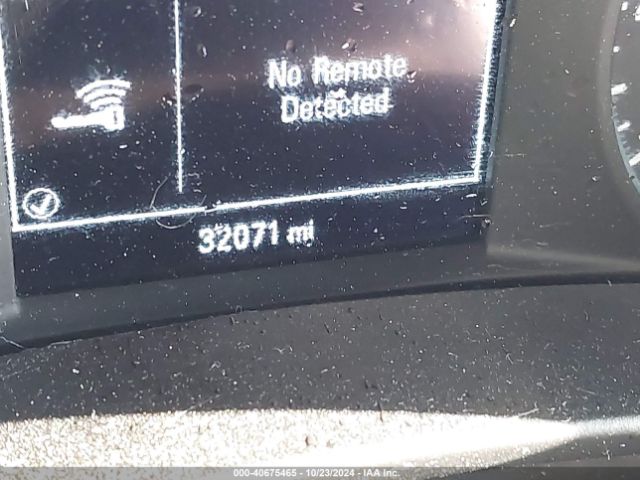 No Remote
Detected
32071 mi
000-40675465 - 10/23/2024 - IAA Inc.